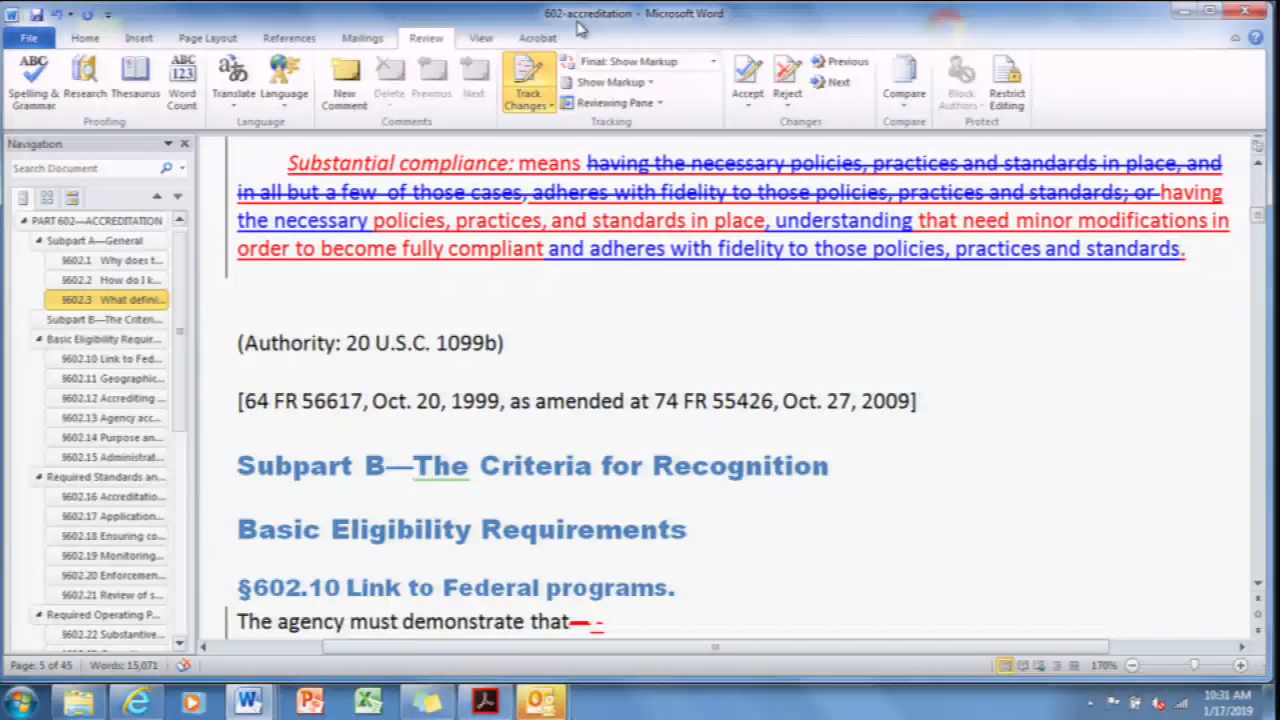 602-accreditation - Microsoft Word
File Home Insert Page Layout References Mailings Review View Acrobat
Spelling & Grammar
Research
Thesaurus
Word Count
Translate
Language
New Comment
Delete
Previous
Next
Track Changes
Final: Show Markup
Show Markup
Reviewing Pane
Accept
Reject
Previous
Next
Compare
Block Authors
Restrict Editing
Proofing Language Comments Tracking Changes Compare Protect
Navigation
Search Document
PART 602—ACCREDITATION
Subpart A—General
§602.1 Why does t...
§602.2 How do I k...
§602.3 What defini...
Subpart B—The Criteri...
Basic Eligibility Requir...
§602.10 Link to Fed...
§602.11 Geographic...
§602.12 Accrediting
§602.13 Agency acc...
§602.14 Purpose an...
§602.15 Administrat...
Required Standards an...
§602.16 Accreditatio...
§602.17 Application...
§602.18 Ensuring co...
§602.19 Monitoring...
§602.20 Enforcemen...
§602.21 Review of s...
Required Operating P...
§602.22 Substantive...
Substantial compliance: means having the necessary policies, practices and standards in place, and
in all but a few of those cases, adheres with fidelity to those policies, practices and standards; or having
the necessary policies, practices, and standards in place, understanding that need minor modifications in
order to become fully compliant and adheres with fidelity to those policies, practices and standards.
(Authority: 20 U.S.C. 1099b)
[64 FR 56617, Oct. 20, 1999, as amended at 74 FR 55426, Oct. 27, 2009]
Subpart B—The Criteria for Recognition
Basic Eligibility Requirements
§602.10 Link to Federal programs.
The agency must demonstrate that— -
Page: 5 of 45 Words: 15,071 170%
10:31 AM
1/17/2019